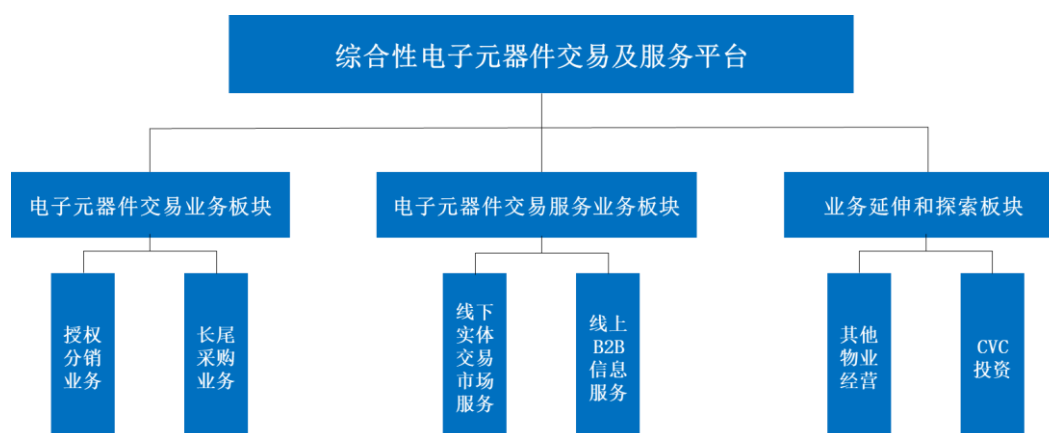 综合性电子元器件交易及服务平台
电子元器件交易业务板块
电子元器件交易服务业务板块
业务延伸和探索板块
授权
分销
业务
长尾
采购
业务
线下
实体
交易
市场
服务
线上
B2B
信息
服务
其他
物业
经营
CVC
投资